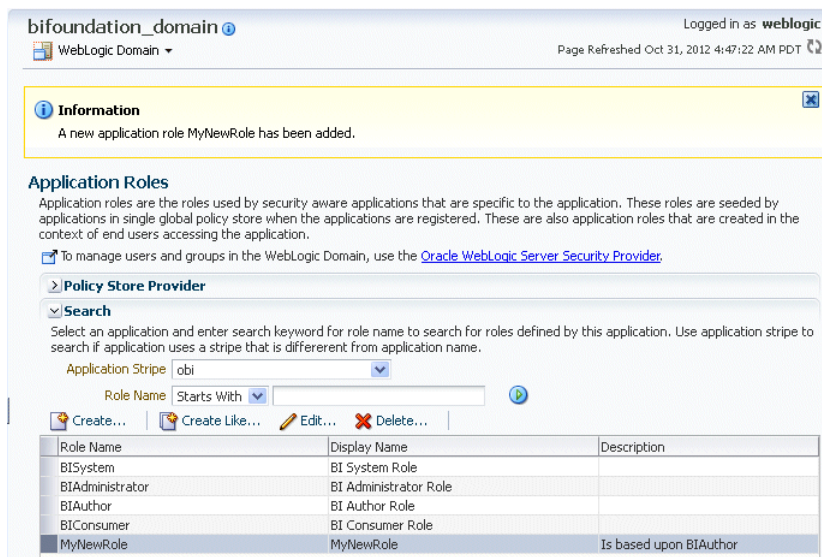 bifoundation_domain
Logged in as weblogic
WebLogic Domain
Page Refreshed Oct 31, 2012 4:47:22 AM PDT
Information
A new application role MyNewRole has been added.
Application Roles
Application roles are the roles used by security aware applications that are specific to the application. These roles are seeded by
applications in single global policy store when the applications are registered. These are also application roles that are created in the
context of end users accessing the application.
To manage users and groups in the WebLogic Domain, use the Oracle WebLogic Server Security Provider.
Policy Store Provider
Search
Select an application and enter search keyword for role name to search for roles defined by this application. Use application stripe to
search if application uses a stripe that is differerent from application name.
Application Stripe obi
Role Name Starts With
Create... Create Like... Edit... Delete...
Role Name Display Name Description
BISystem BI System Role
BIAdministrator BI Administrator Role
BIAuthor BI Author Role
BIConsumer BI Consumer Role
MyNewRole MyNewRole Is based upon BIAuthor